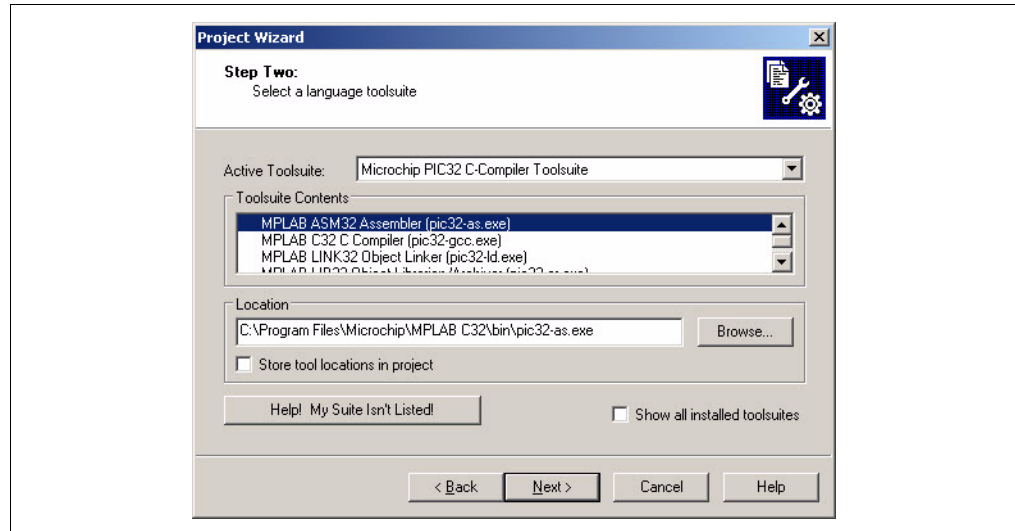 Project Wizard
Step Two:
Select a language toolsuite
Active Toolsuite: Microchip PIC32 C-Compiler Toolsuite
Toolsuite Contents
MPLAB ASM32 Assembler (pic32-as.exe)
MPLAB C32 C Compiler (pic32-gcc.exe)
MPLAB LINK32 Object Linker (pic32-ld.exe)
Location
C:\Program Files\Microchip\MPLAB C32\bin\pic32-as.exe Browse...
Store tool locations in project
Help! My Suite Isn't Listed! Show all installed toolsuites
< Back Next > Cancel Help